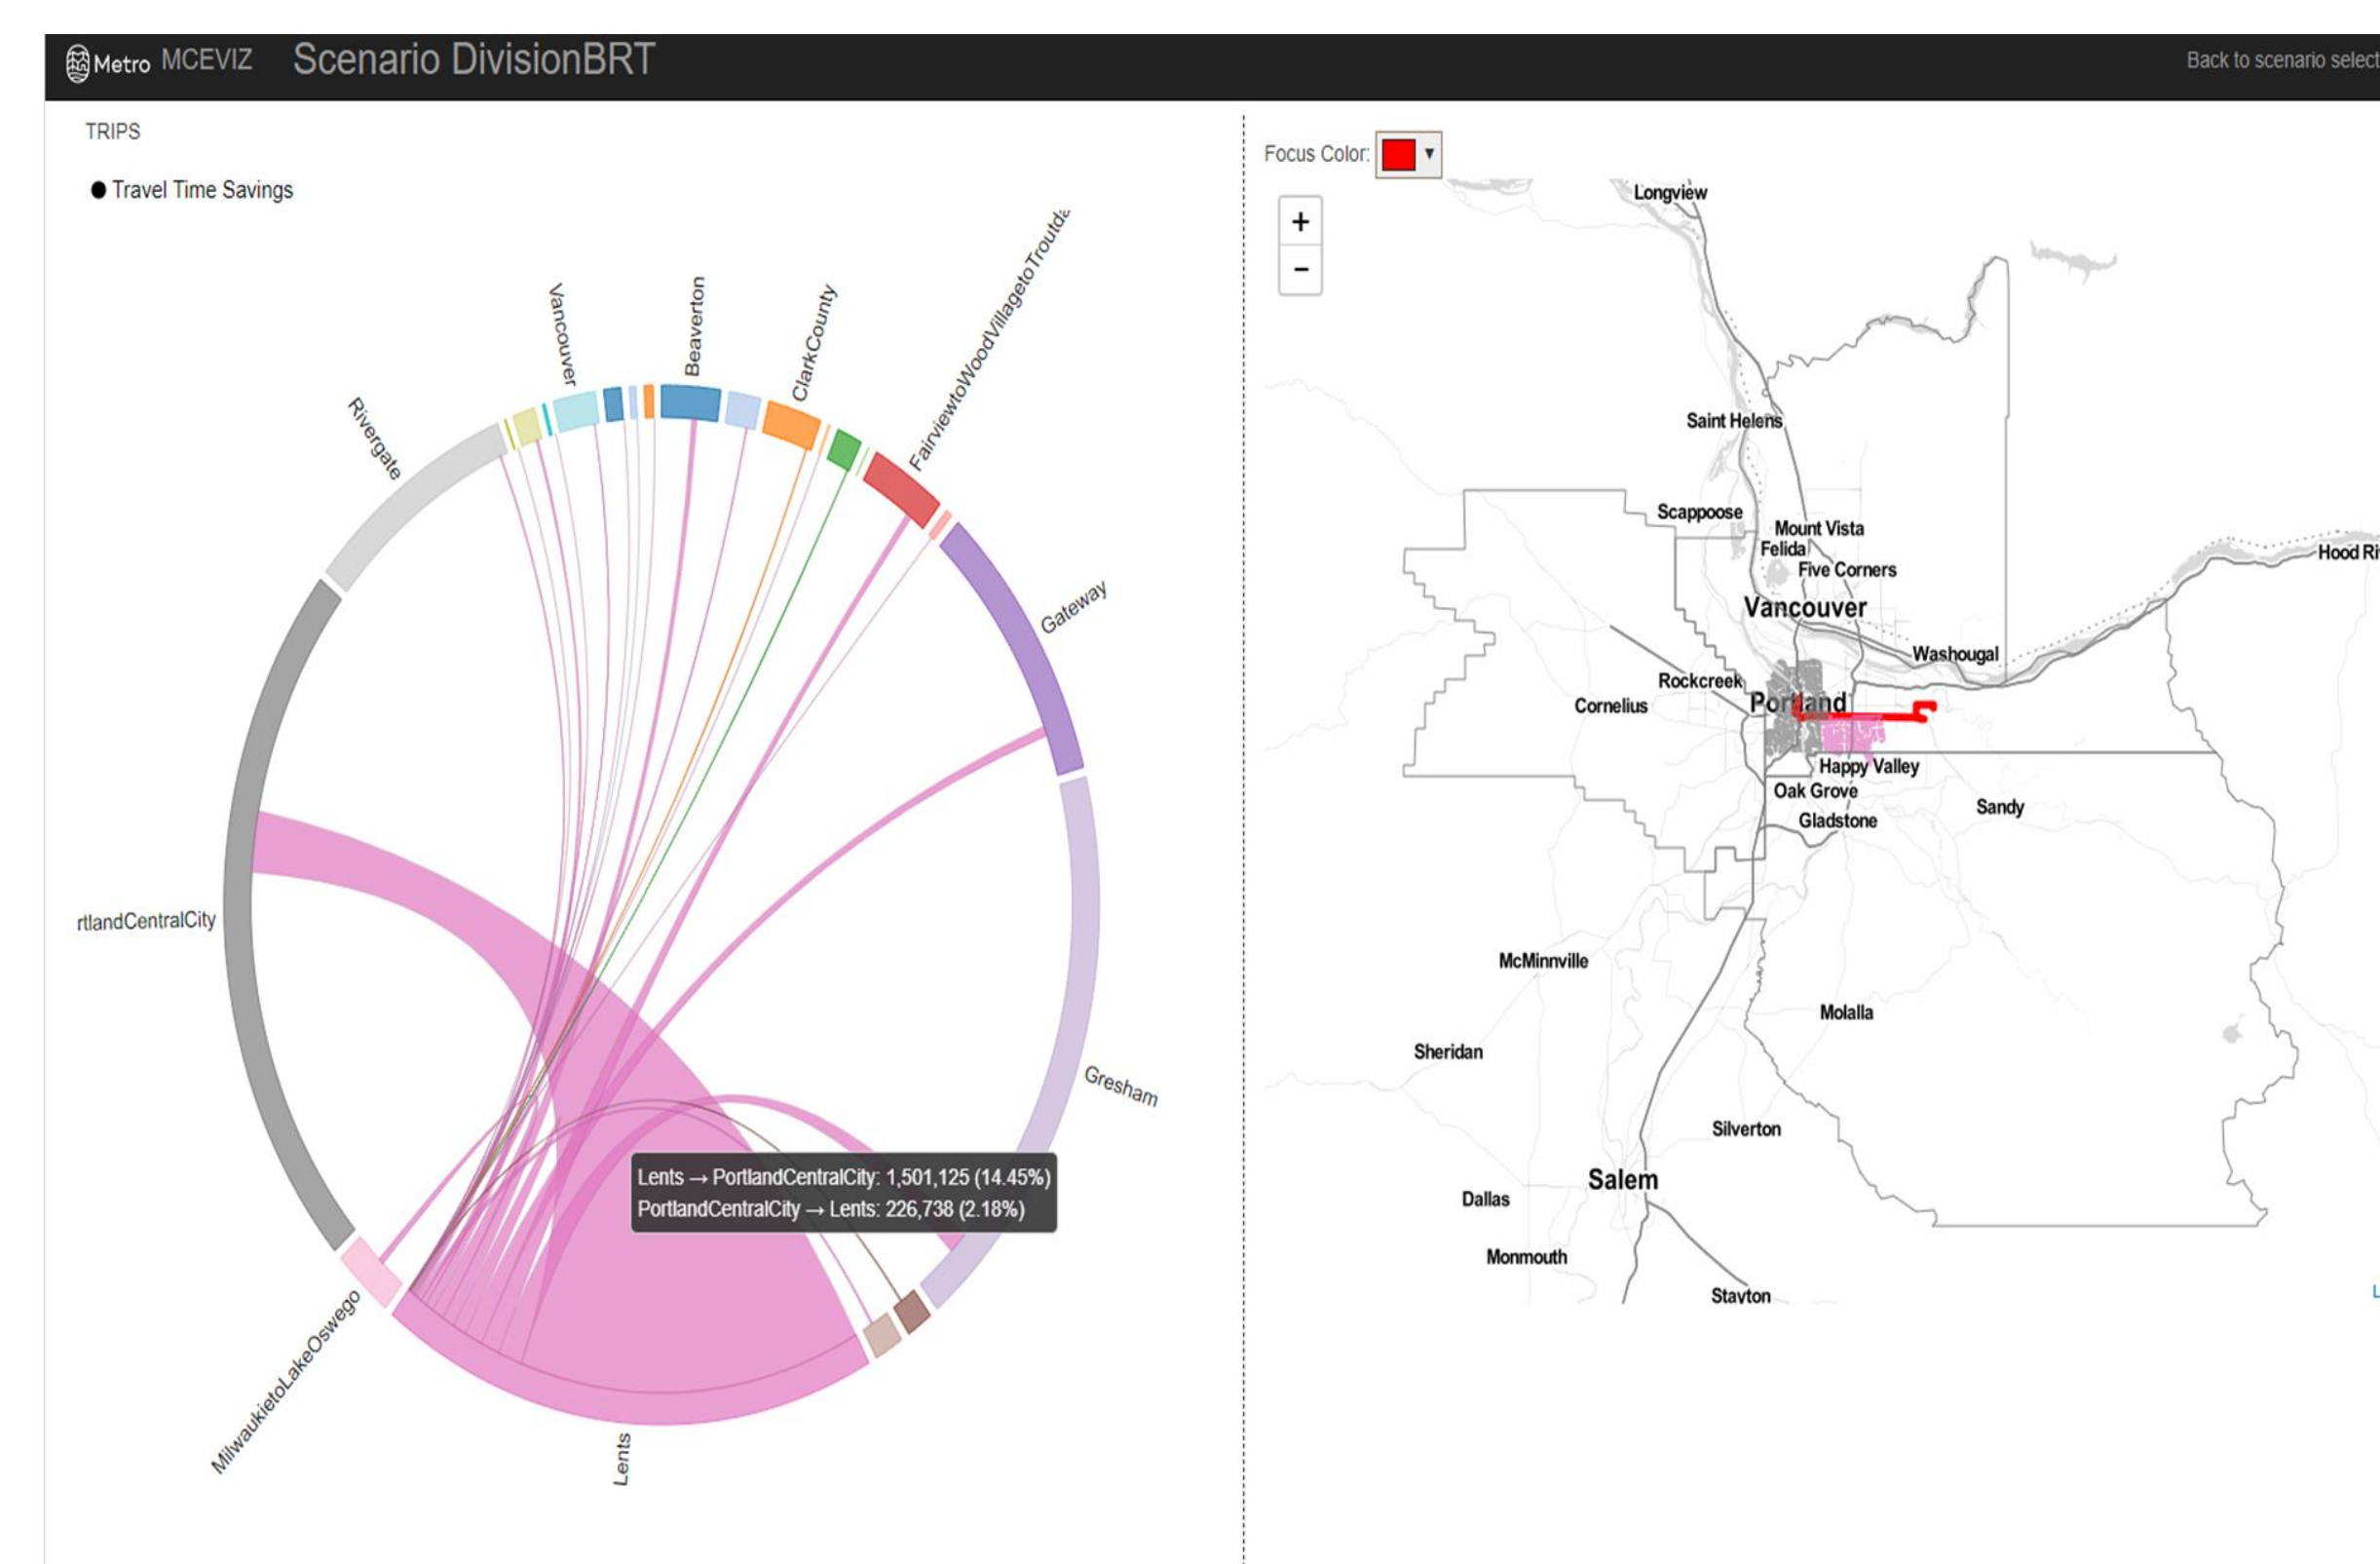 Metro MCEVIZ Scenario DivisionBRT
Back to scenario select
TRIPS
Travel Time Savings
Vancouver
Beaverton
ClarkCounty
FairviewtoWoodVillagetoTroutda
Rivergate
Gateway
rtlandCentralCity
Gresham
Lents → PortlandCentralCity: 1,501,125 (14.45%)
PortlandCentralCity → Lents: 226,738 (2.18%)
MilwaukietoLakeOswego
Lents
Focus Color:
+
−
Longview
Saint Helens
Scappoose
Mount Vista
Felida
Five Corners
Hood Ri
Vancouver
Washougal
Rockcreek
Portland
Cornelius
Happy Valley
Oak Grove
Sandy
Gladstone
McMinnville
Molalla
Sheridan
Silverton
Salem
Dallas
Monmouth
Stayton
L